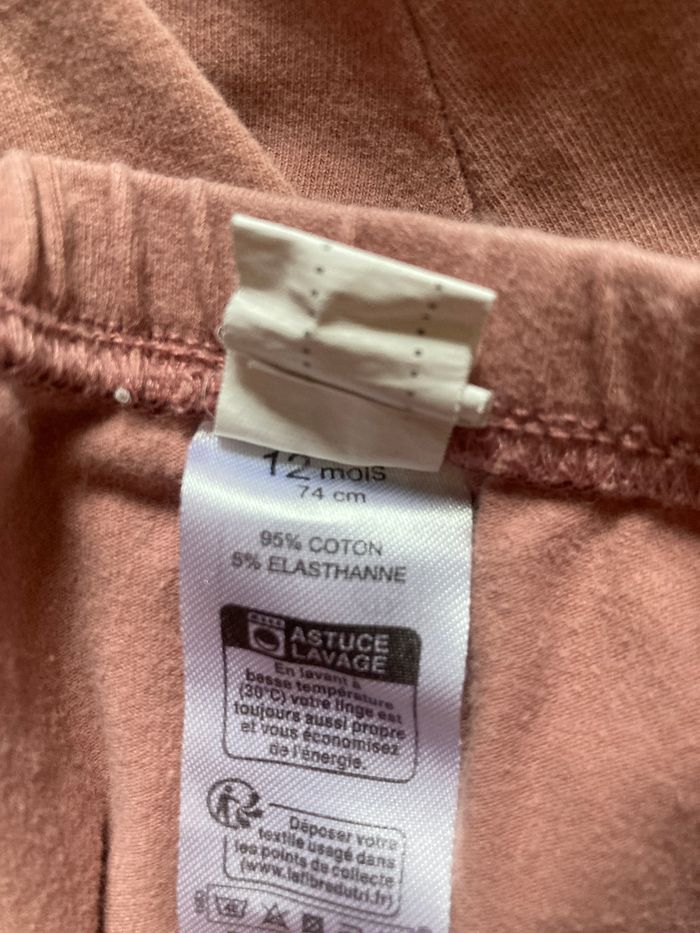 12 mois
74 cm
95% COTON
5% ELASTHANNE
ASTUCE
LAVAGE
En lavant à
basse température
(30°C) votre linge est
toujours aussi propre
et vous économisez
de l'énergie.
Déposer votre
textile usagé dans
les points de collecte
(www.lafibredutri.fr)